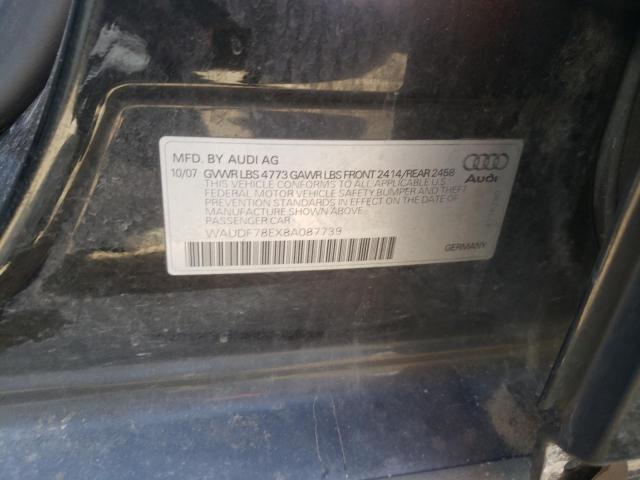 MFD. BY AUDI AG
10/07 GVWR LBS 4773 GAWR LBS FRONT 2414/REAR 2458
THIS VEHICLE CONFORMS TO ALL APPLICABLE U.S.
FEDERAL MOTOR VEHICLE SAFETY, BUMPER, AND THEFT
PREVENTION STANDARDS IN EFFECT ON THE DATE OF
MANUFACTURE SHOWN ABOVE.
PASSENGER CAR
WAUDF78EX8A087739
GERMANY
Audi